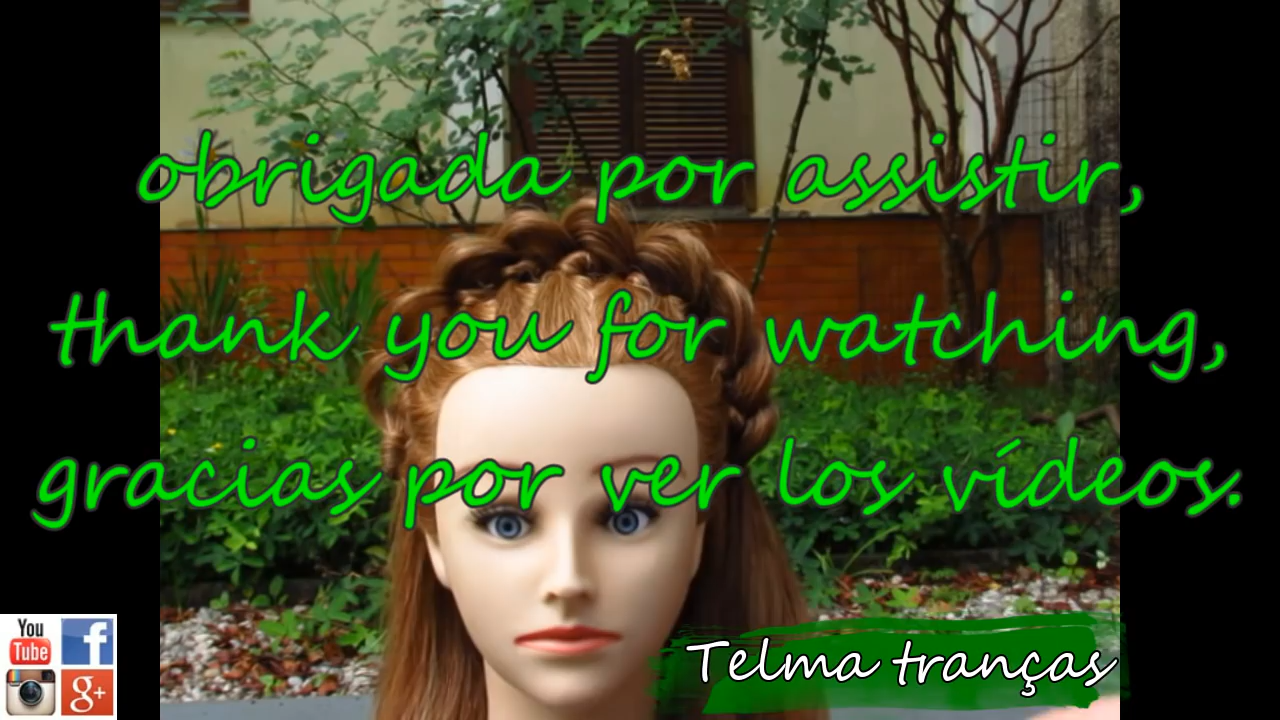 obrigada por assistir,
thank you for watching,
gracias por ver los vídeos.
You
Tube
f
g+
Telma tranças